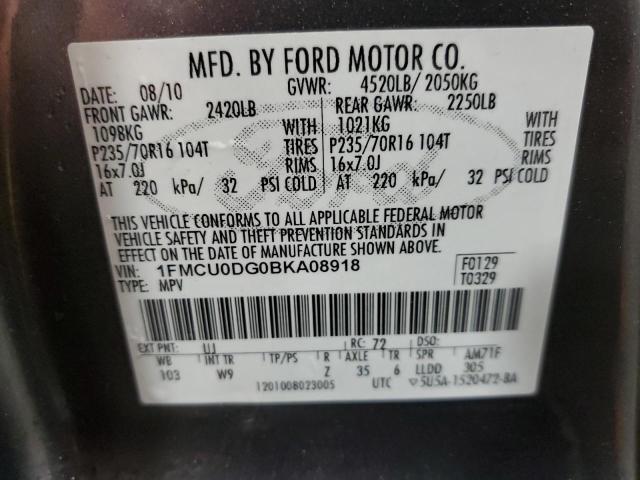 MFD. BY FORD MOTOR CO.
DATE: 08/10 GVWR: 4520LB/ 2050KG
FRONT GAWR: 2420LB REAR GAWR: 2250LB
1098KG WITH 1021KG WITH
P235/70R16 104T TIRES P235/70R16 104T TIRES
16x7.0J RIMS 16x7.0J RIMS
AT 220 kPa/ 32 PSI COLD AT 220 kPa/ 32 PSI COLD
THIS VEHICLE CONFORMS TO ALL APPLICABLE FEDERAL MOTOR
VEHICLE SAFETY AND THEFT PREVENTION STANDARDS IN
EFFECT ON THE DATE OF MANUFACTURE SHOWN ABOVE.
VIN: 1FMCU0DG0BKA08918 F0129
TYPE: MPV T0329
EXT PNT: UJ RC: 72 DSO:
WB INT TR TP/PS R AXLE TR SPR AM71F
103 W9 Z 35 6 LLDD 305
1201008023005 UTC 5U5A-1520472-BA